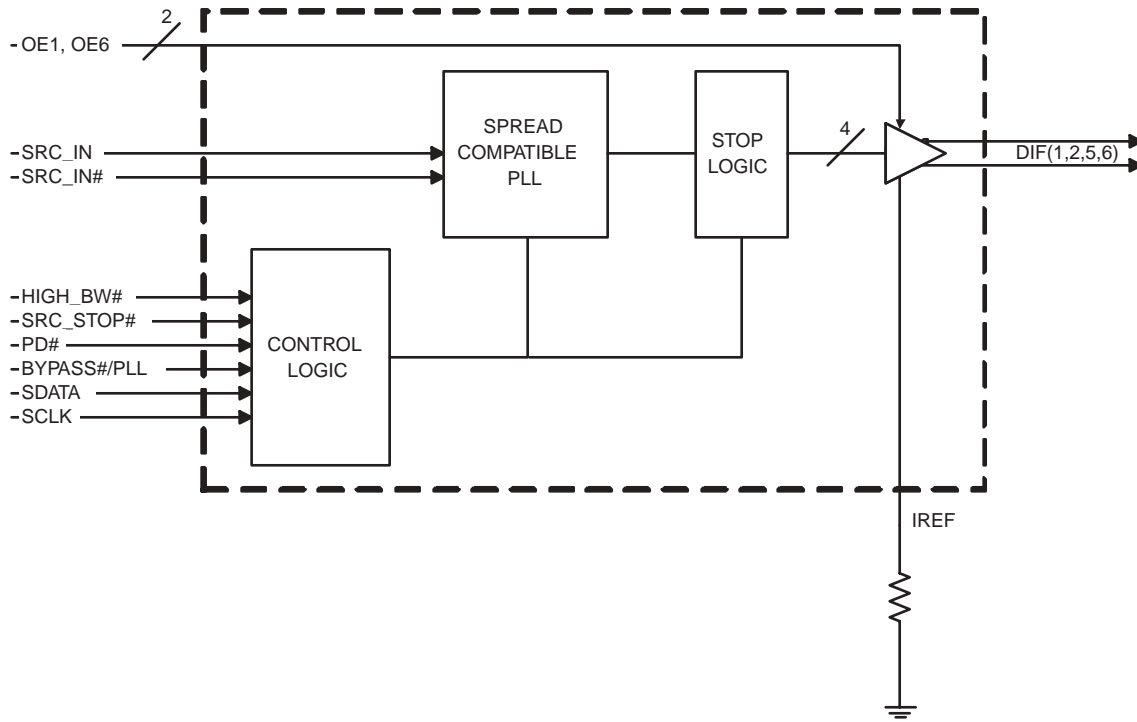 2
OE1, OE6
SPREAD
COMPATIBLE
PLL
STOP
LOGIC
4
SRC_IN
SRC_IN#
DIF(1,2,5,6)
HIGH_BW#
SRC_STOP#
PD#
BYPASS#/PLL
SDATA
SCLK
CONTROL
LOGIC
IREF